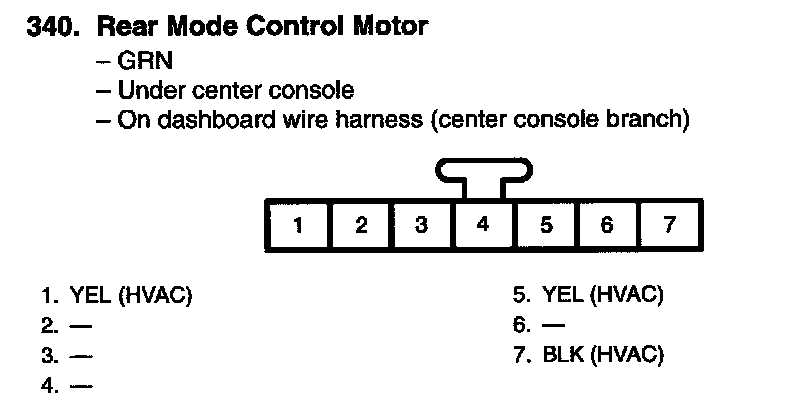 340. Rear Mode Control Motor
– GRN
– Under center console
– On dashboard wire harness (center console branch)
1 2 3 4 5 6 7
1. YEL (HVAC)
2. —
3. —
4. —
5. YEL (HVAC)
6. —
7. BLK (HVAC)